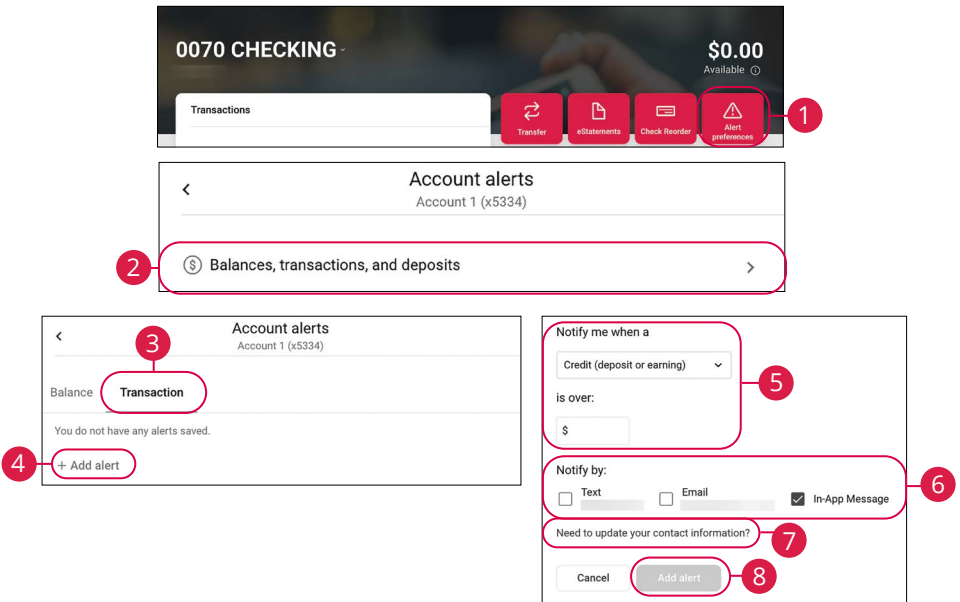 0070 CHECKING
$0.00
Available
Transactions
Transfer
eStatements
Check Reorder
Alert
preferences
1
Account alerts
Account 1 (x5334)
2
Balances, transactions, and deposits
Account alerts
Account 1 (x5334)
3
Balance
Transaction
You do not have any alerts saved.
4
+ Add alert
Notify me when a
Credit (deposit or earning)
5
is over:
$
Notify by:
Text
Email
In-App Message
6
Need to update your contact information?
7
Cancel
Add alert
8